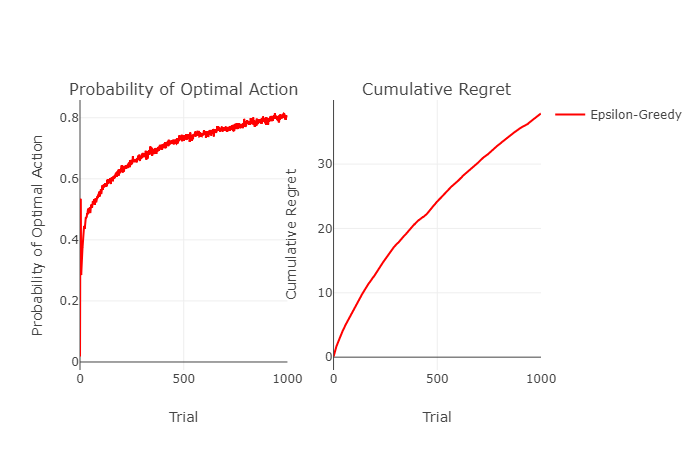 Probability of Optimal Action
Cumulative Regret
Epsilon-Greedy
Probability of Optimal Action
0.8
0.6
0.4
0.2
0
0
500
1000
Trial
Cumulative Regret
30
20
10
0
0
500
1000
Trial